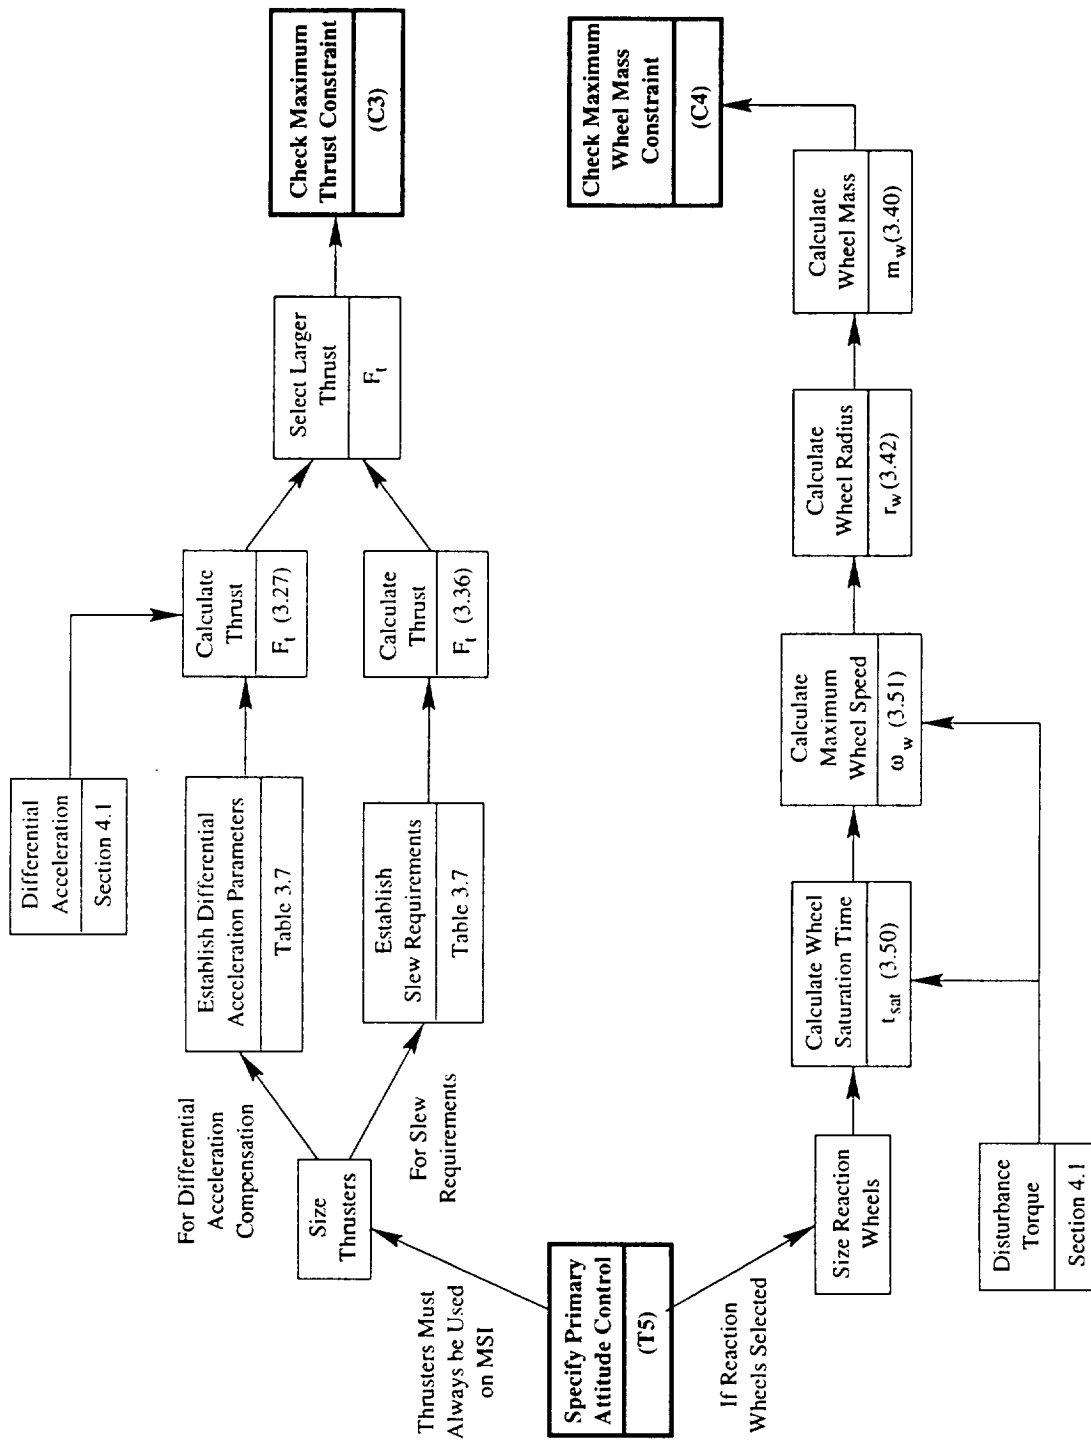 Differential
Acceleration
Section 4.1
For Differential
Acceleration
Compensation
Establish Differential
Acceleration Parameters
Table 3.7
Calculate
Thrust
F_t (3.27)
Size
Thrusters
For Slew
Requirements
Establish
Slew Requirements
Table 3.7
Calculate
Thrust
F_t (3.36)
Select Larger
Thrust
F_t
Check Maximum
Thrust Constraint
(C3)
Thrusters Must
Always be Used
on MSI
Specify Primary
Attitude Control
(T5)
If Reaction
Wheels Selected
Size Reaction
Wheels
Calculate Wheel
Saturation Time
t_sat (3.50)
Calculate
Maximum
Wheel Speed
ω_w (3.51)
Calculate
Wheel Radius
r_w (3.42)
Calculate
Wheel Mass
m_w (3.40)
Check Maximum
Wheel Mass
Constraint
(C4)
Disturbance
Torque
Section 4.1